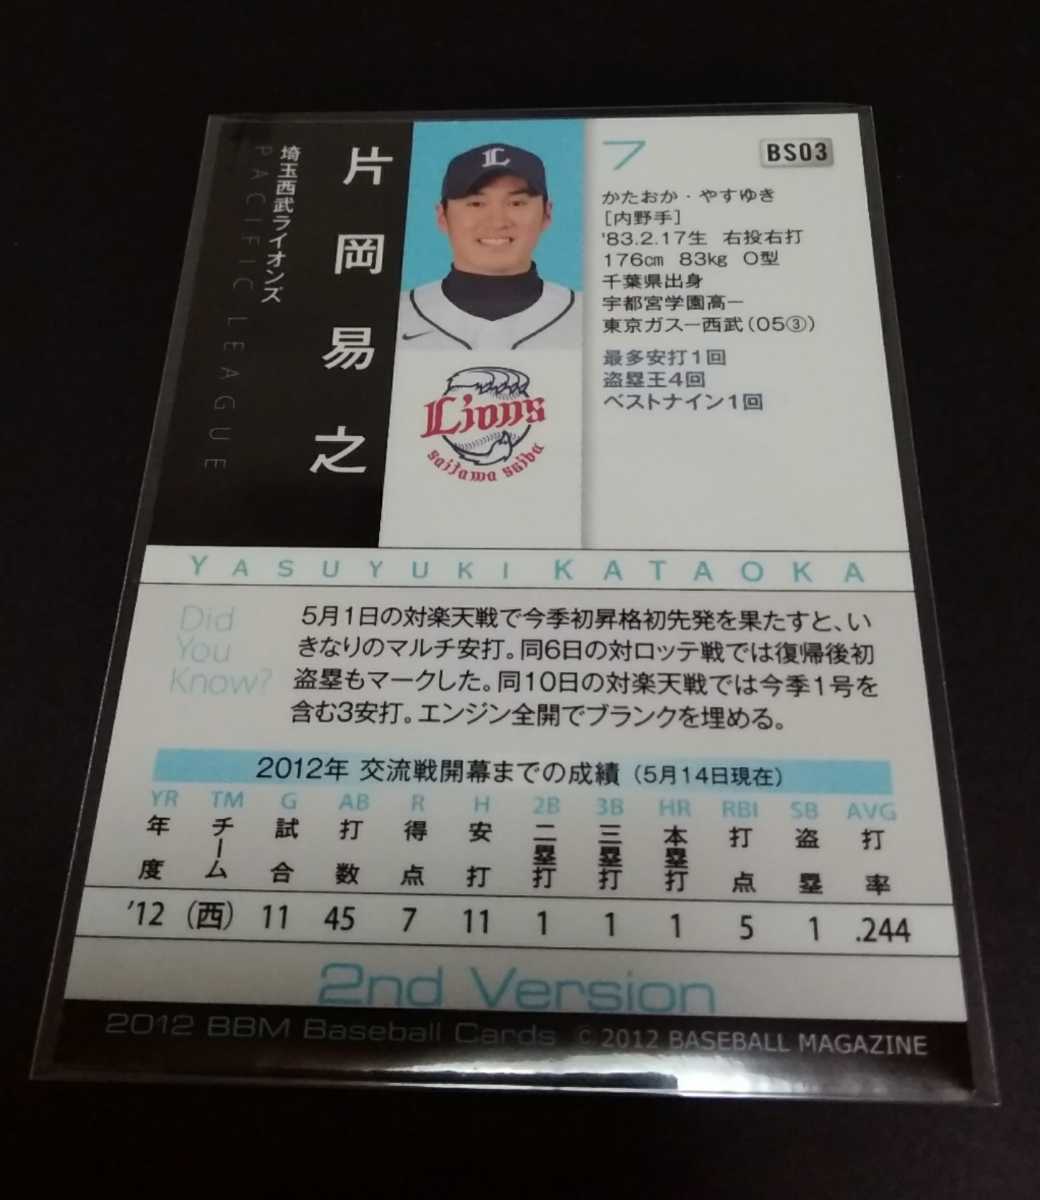 埼玉西武ライオンズ
PACIFIC LEAGUE
片岡易之
L
7
BS03
かたおか・やすゆき
[内野手]
'83.2.17生 右投右打
176cm 83kg O型
千葉県出身
宇都宮学園高ー
東京ガスー西武(05③)
最多安打1回
盗塁王4回
ベストナイン1回
Lions
saitama seibu
YASUYUKI KATAOKA
Did
You
Know?
5月1日の対楽天戦で今季初昇格初先発を果たすと、い
きなりのマルチ安打。同6日の対ロッテ戦では復帰後初
盗塁もマークした。同10日の対楽天戦では今季1号を
含む3安打。エンジン全開でブランクを埋める。
2012年 交流戦開幕までの成績(5月14日現在)
YR TM G AB R H 2B 3B HR RBI SB AVG
年度 チーム 試合 打数 得点 安打 二塁打 三塁打 本塁打 打点 盗塁 打率
'12 (西) 11 45 7 11 1 1 1 5 1 .244
2nd Version
2012 BBM Baseball Cards © 2012 BASEBALL MAGAZINE